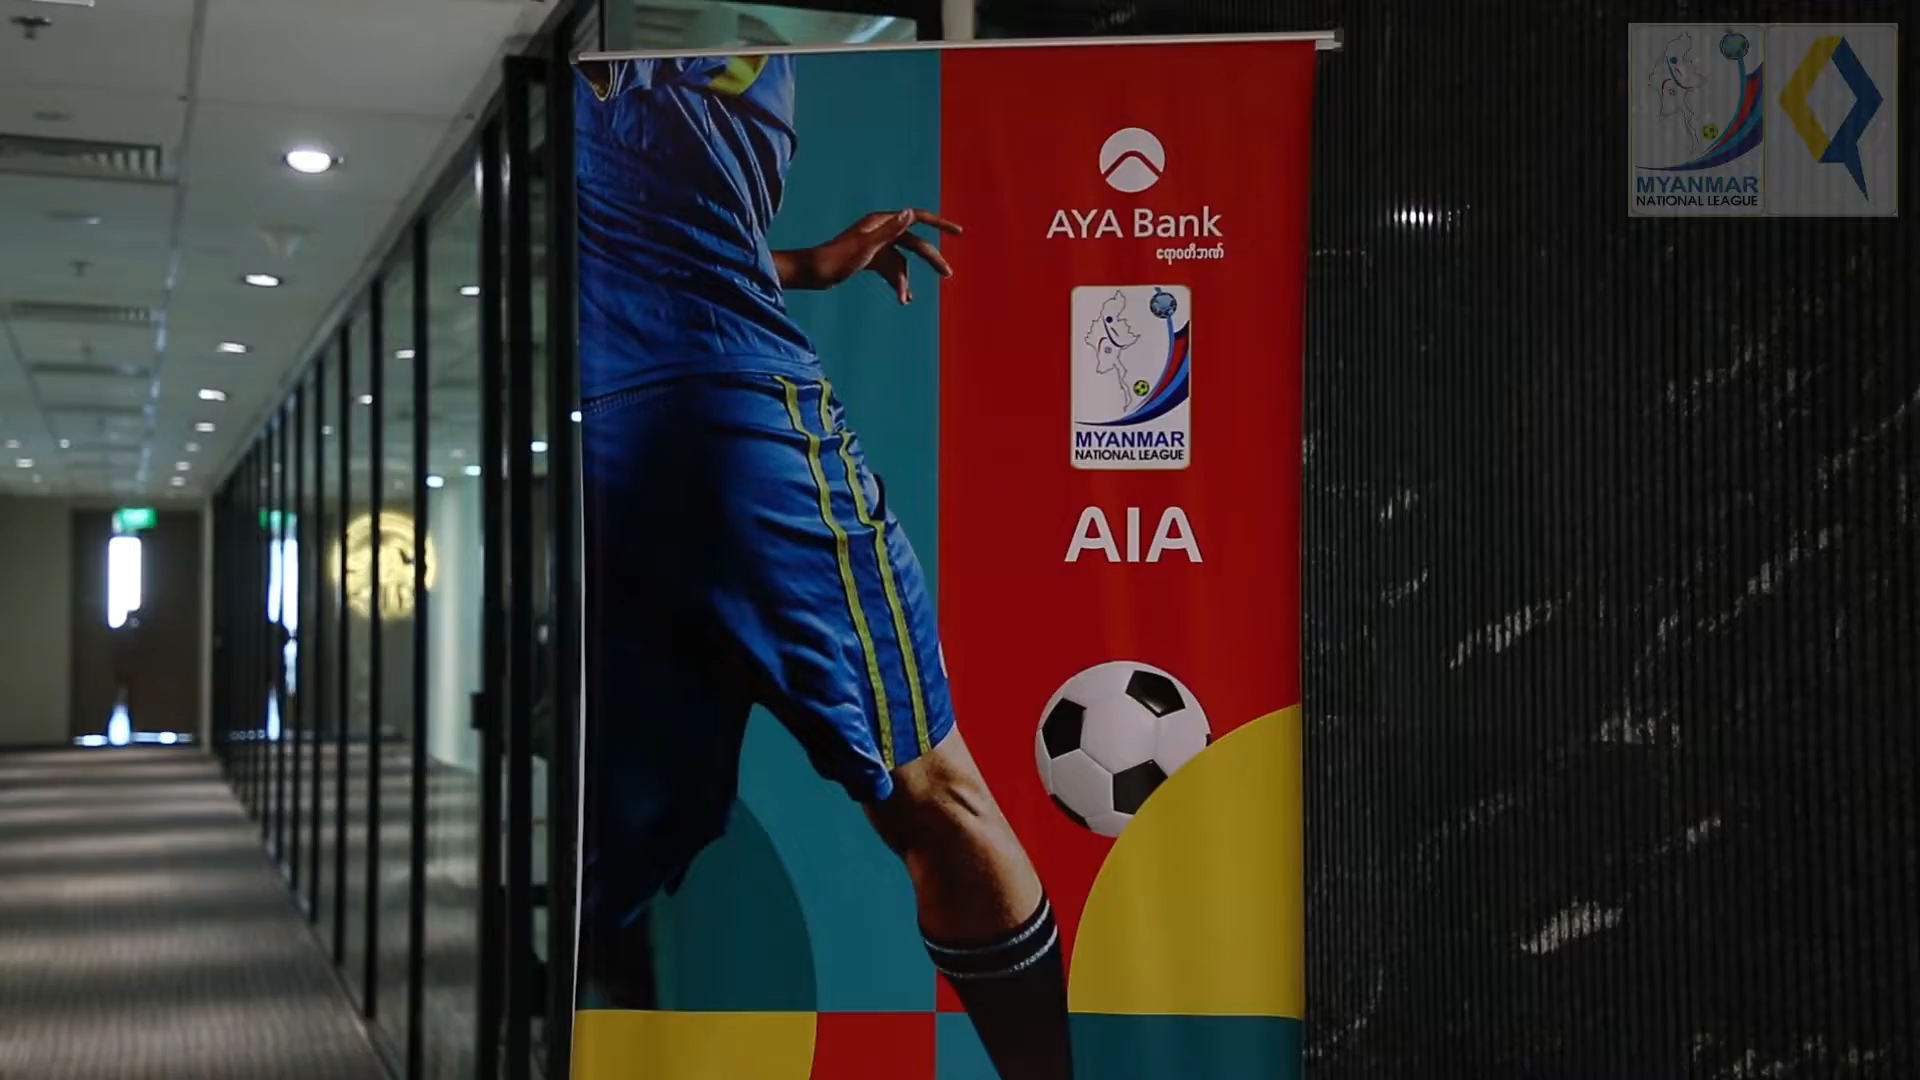 AYA Bank
ဧရာဝတီဘဏ်
MYANMAR
NATIONAL LEAGUE
AIA
MYANMAR
NATIONAL LEAGUE